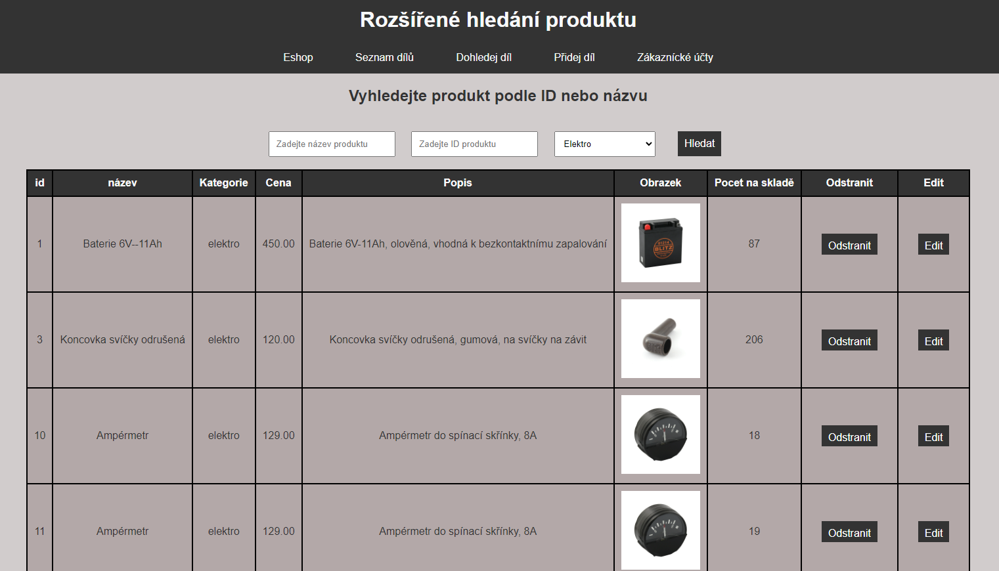 Rozšířené hledání produktu
Eshop Seznam dílů Dohledej díl Přidej díl Zákaznícké účty
Vyhledejte produkt podle ID nebo názvu
Zadejte název produktu Zadejte ID produktu Elektro Hledat
id název Kategorie Cena Popis Obrazek Pocet na skladě Odstranit Edit
1 Baterie 6V--11Ah elektro 450.00 Baterie 6V-11Ah, olověná, vhodná k bezkontaktnímu zapalování BLITZ 87 Odstranit Edit
3 Koncovka svíčky odrušená elektro 120.00 Koncovka svíčky odrušená, gumová, na svíčky na závit 206 Odstranit Edit
10 Ampérmetr elektro 129.00 Ampérmetr do spínací skřínky, 8A 18 Odstranit Edit
11 Ampérmetr elektro 129.00 Ampérmetr do spínací skřínky, 8A 19 Odstranit Edit